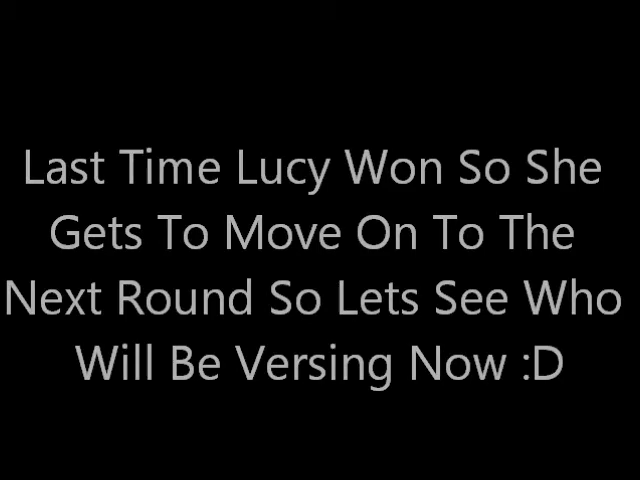 Last Time Lucy Won So She
Gets To Move On To The
Next Round So Lets See Who
Will Be Versing Now :D